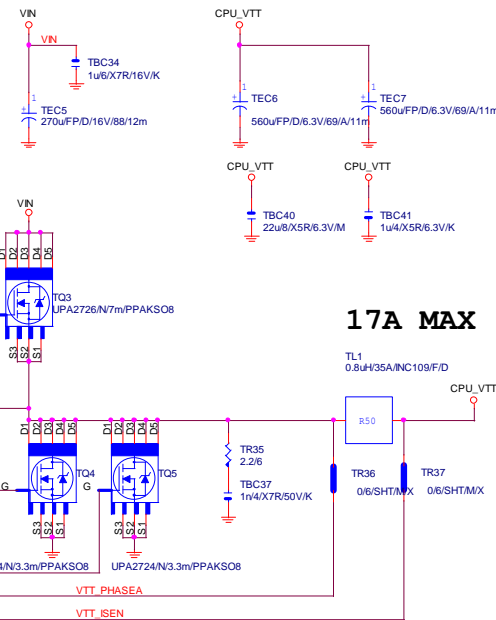 VIN
CPU_VTT
VIN
TBC34
1u/6/X7R/16V/K
1
TEC5
270u/FP/D/16V/88/12m
1
TEC6
560u/FP/D/6.3V/69/A/11m
1
TEC7
560u/FP/D/6.3V/69/A/11m
CPU_VTT
CPU_VTT
TBC40
22u/8/X5R/6.3V/M
TBC41
1u/4/X5R/6.3V/K
VIN
D1
D2
D3
D4
D5
TQ3
UPA2726/N/7m/PPAKSO8
S3
S2
S1
17A MAX
TL1
0.8uH/35A/INC109/F/D
CPU_VTT
R50
D1
D2
D3
D4
D5
D1
D2
D3
D4
D5
TR35
2.2/6
TQ4
TQ5
G
G
TBC37
1n/4/X7R/50V/K
TR36
0/6/SHT/M/X
TR37
0/6/SHT/M/X
S3
S2
S1
S3
S2
S1
4/N/3.3m/PPAKSO8
UPA2724/N/3.3m/PPAKSO8
VTT_PHASEA
VTT_ISEN